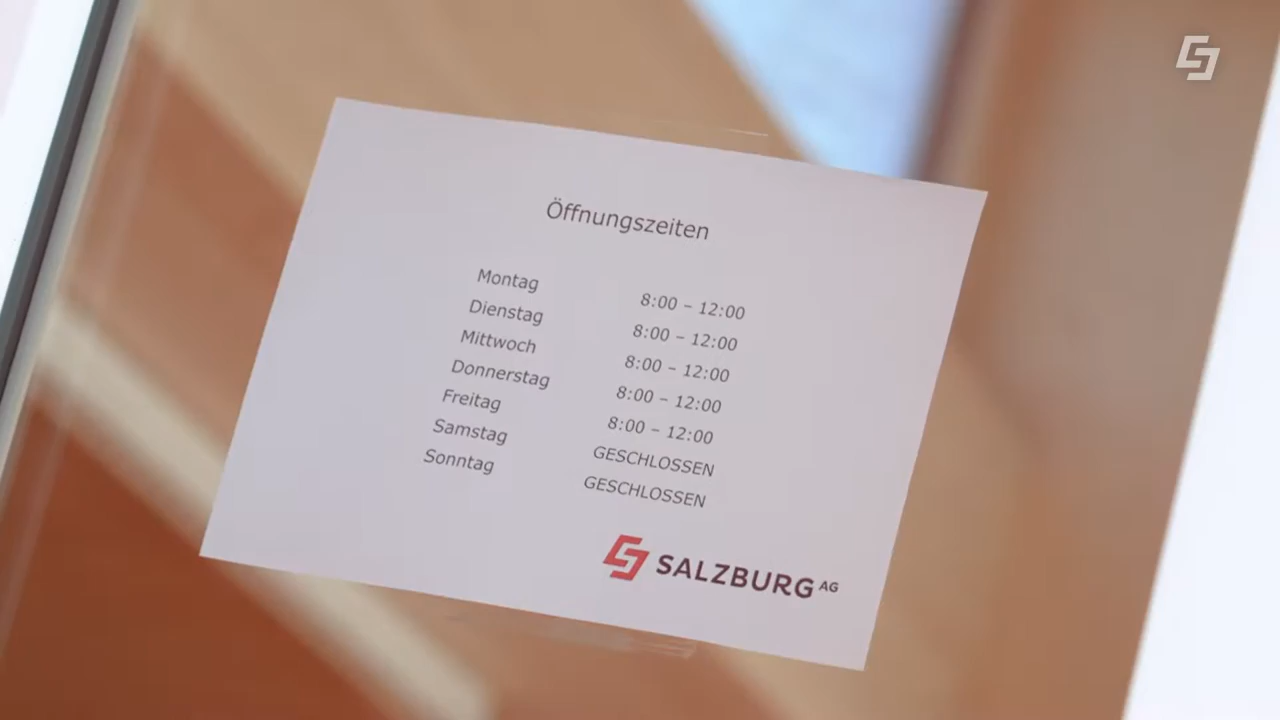 Öffnungszeiten
Montag 8:00 – 12:00
Dienstag 8:00 – 12:00
Mittwoch 8:00 – 12:00
Donnerstag 8:00 – 12:00
Freitag 8:00 – 12:00
Samstag GESCHLOSSEN
Sonntag GESCHLOSSEN
SALZBURG AG